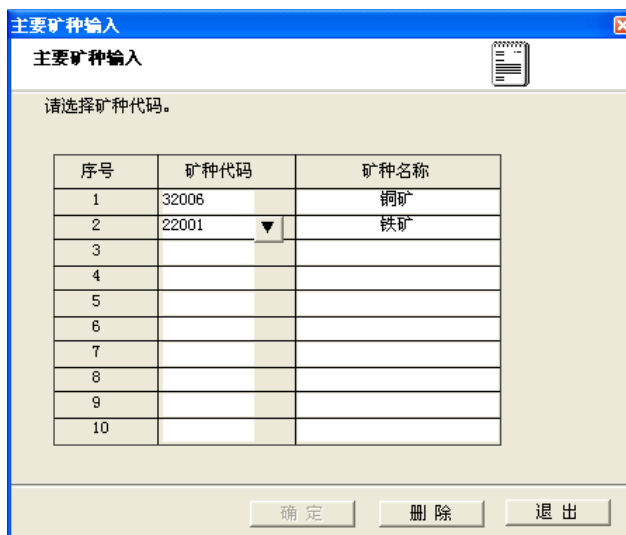 主要矿种输入
主要矿种输入
请选择矿种代码。
序号 矿种代码 矿种名称
1 32006 铜矿
2 22001 铁矿
3
4
5
6
7
8
9
10
确定 删除 退出